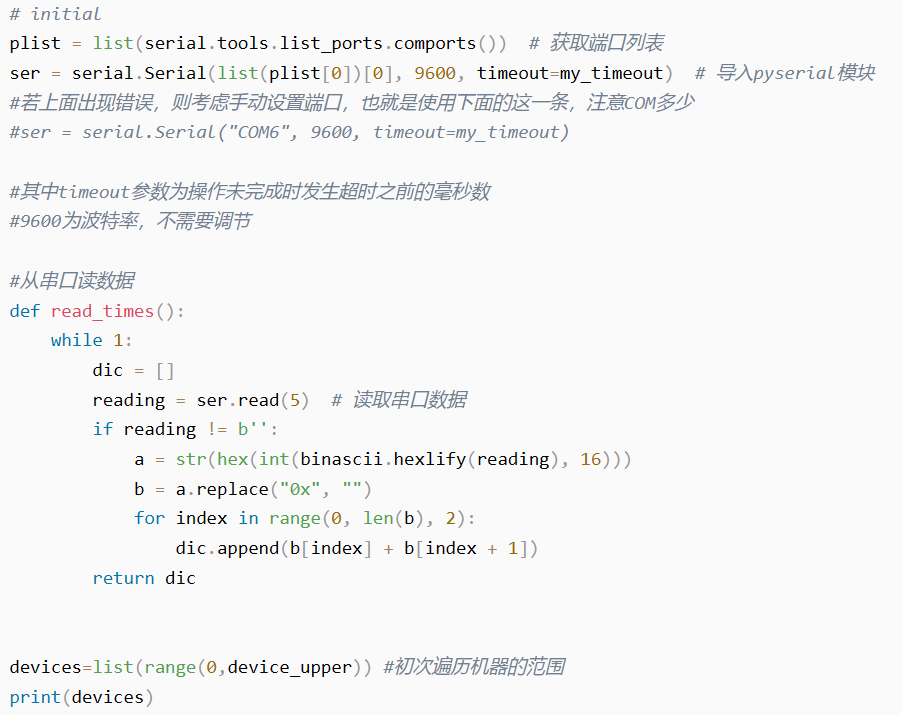 # initial
plist = list(serial.tools.list_ports.comports())  # 获取端口列表
ser = serial.Serial(list(plist[0])[0], 9600, timeout=my_timeout)  # 导入pyserial模块
#若上面出现错误，则考虑手动设置端口，也就是使用下面的这一条，注意COM多少
#ser = serial.Serial("COM6", 9600, timeout=my_timeout)

#其中timeout参数为操作未完成时发生超时之前的毫秒数
#9600为波特率，不需要调节

#从串口读数据
def read_times():
    while 1:
        dic = []
        reading = ser.read(5)  # 读取串口数据
        if reading != b'':
            a = str(hex(int(binascii.hexlify(reading), 16)))
            b = a.replace("0x", "")
            for index in range(0, len(b), 2):
                dic.append(b[index] + b[index + 1])
        return dic


devices=list(range(0,device_upper)) #初次遍历机器的范围
print(devices)